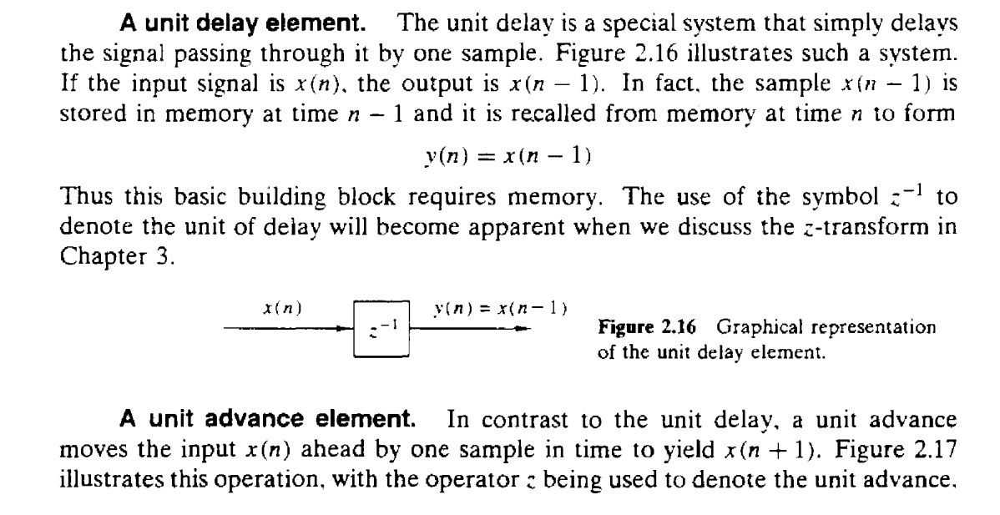 A unit delay element. The unit delay is a special system that simply delays
the signal passing through it by one sample. Figure 2.16 illustrates such a system.
If the input signal is x(n), the output is x(n − 1). In fact, the sample x(n − 1) is
stored in memory at time n − 1 and it is recalled from memory at time n to form
y(n) = x(n − 1)
Thus this basic building block requires memory. The use of the symbol z⁻¹ to
denote the unit of delay will become apparent when we discuss the z-transform in
Chapter 3.
x(n)
z⁻¹
y(n) = x(n−1)
Figure 2.16 Graphical representation
of the unit delay element.
A unit advance element. In contrast to the unit delay, a unit advance
moves the input x(n) ahead by one sample in time to yield x(n + 1). Figure 2.17
illustrates this operation, with the operator z being used to denote the unit advance.